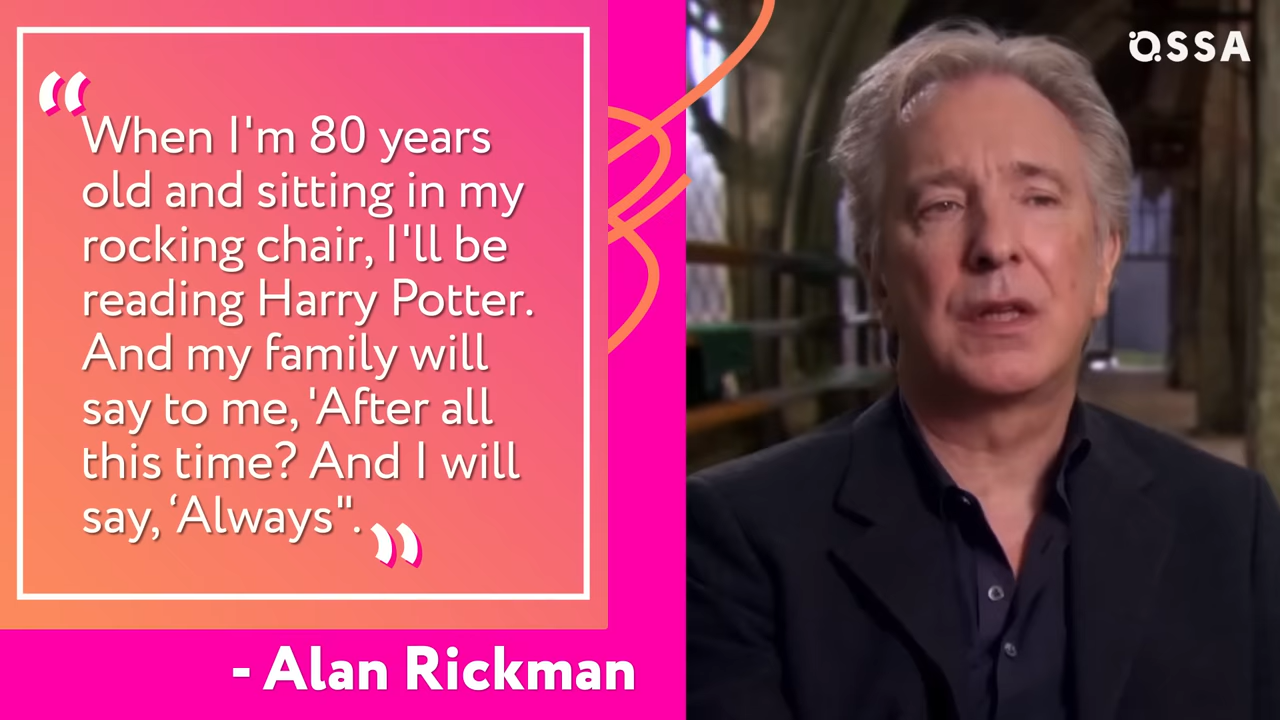 “
When I'm 80 years
old and sitting in my
rocking chair, I'll be
reading Harry Potter.
And my family will
say to me, 'After all
this time? And I will
say, ‘Always".
”
- Alan Rickman
OSSA